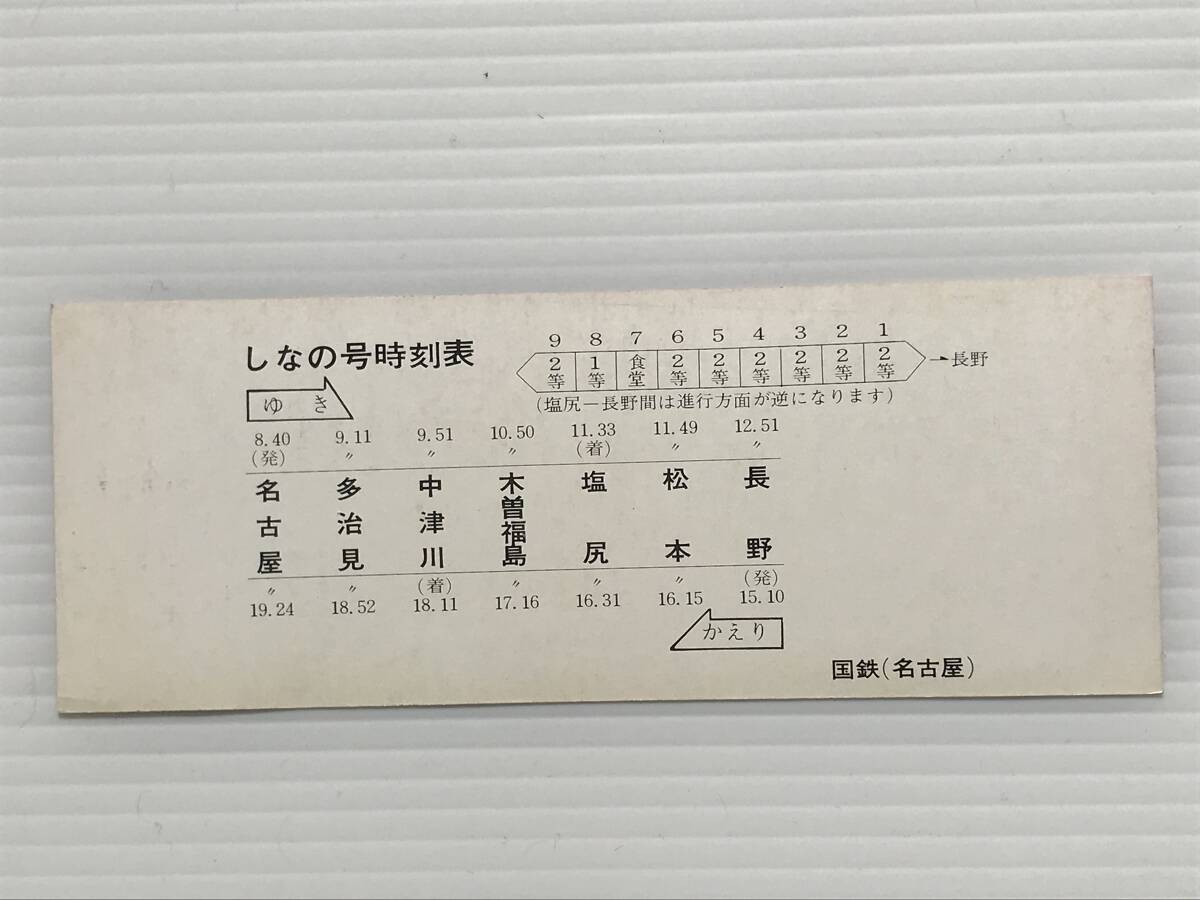 しなの号時刻表
ゆき
9 8 7 6 5 4 3 2 1
2等 1等 食堂 2等 2等 2等 2等 2等 2等 →長野
(塩尻－長野間は進行方面が逆になります)
8.40 9.11 9.51 10.50 11.33 11.49 12.51
(発) 〃 〃 〃 (着) 〃 〃
名古屋 多治見 中津川 木曽福島 塩尻 松本 長野
〃 〃 (着) 〃 〃 〃 (発)
19.24 18.52 18.11 17.16 16.31 16.15 15.10
かえり
国鉄(名古屋)